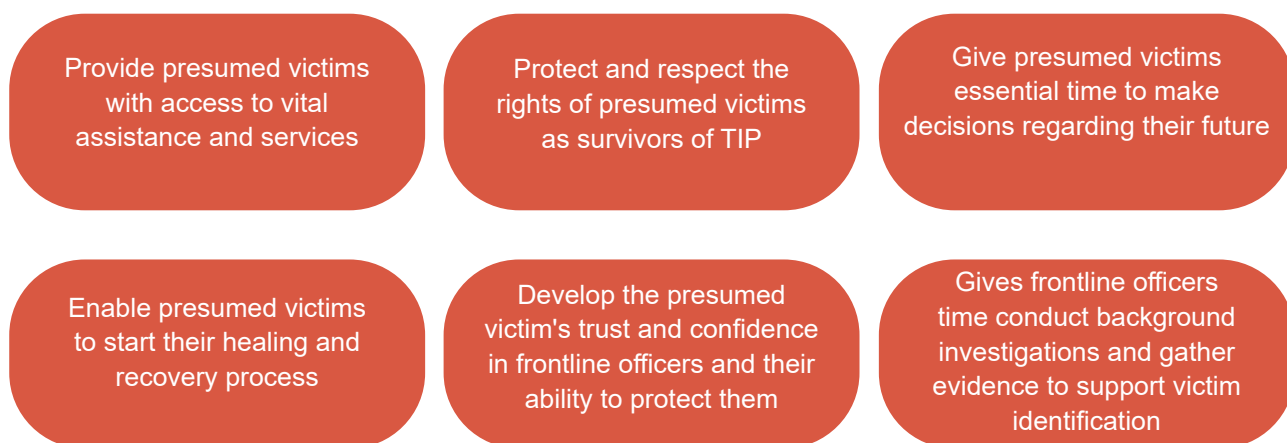 Provide presumed victims
with access to vital
assistance and services
Protect and respect the
rights of presumed victims
as survivors of TIP
Give presumed victims
essential time to make
decisions regarding their future
Enable presumed victims
to start their healing and
recovery process
Develop the presumed
victim's trust and confidence
in frontline officers and their
ability to protect them
Gives frontline officers
time conduct background
investigations and gather
evidence to support victim
identification